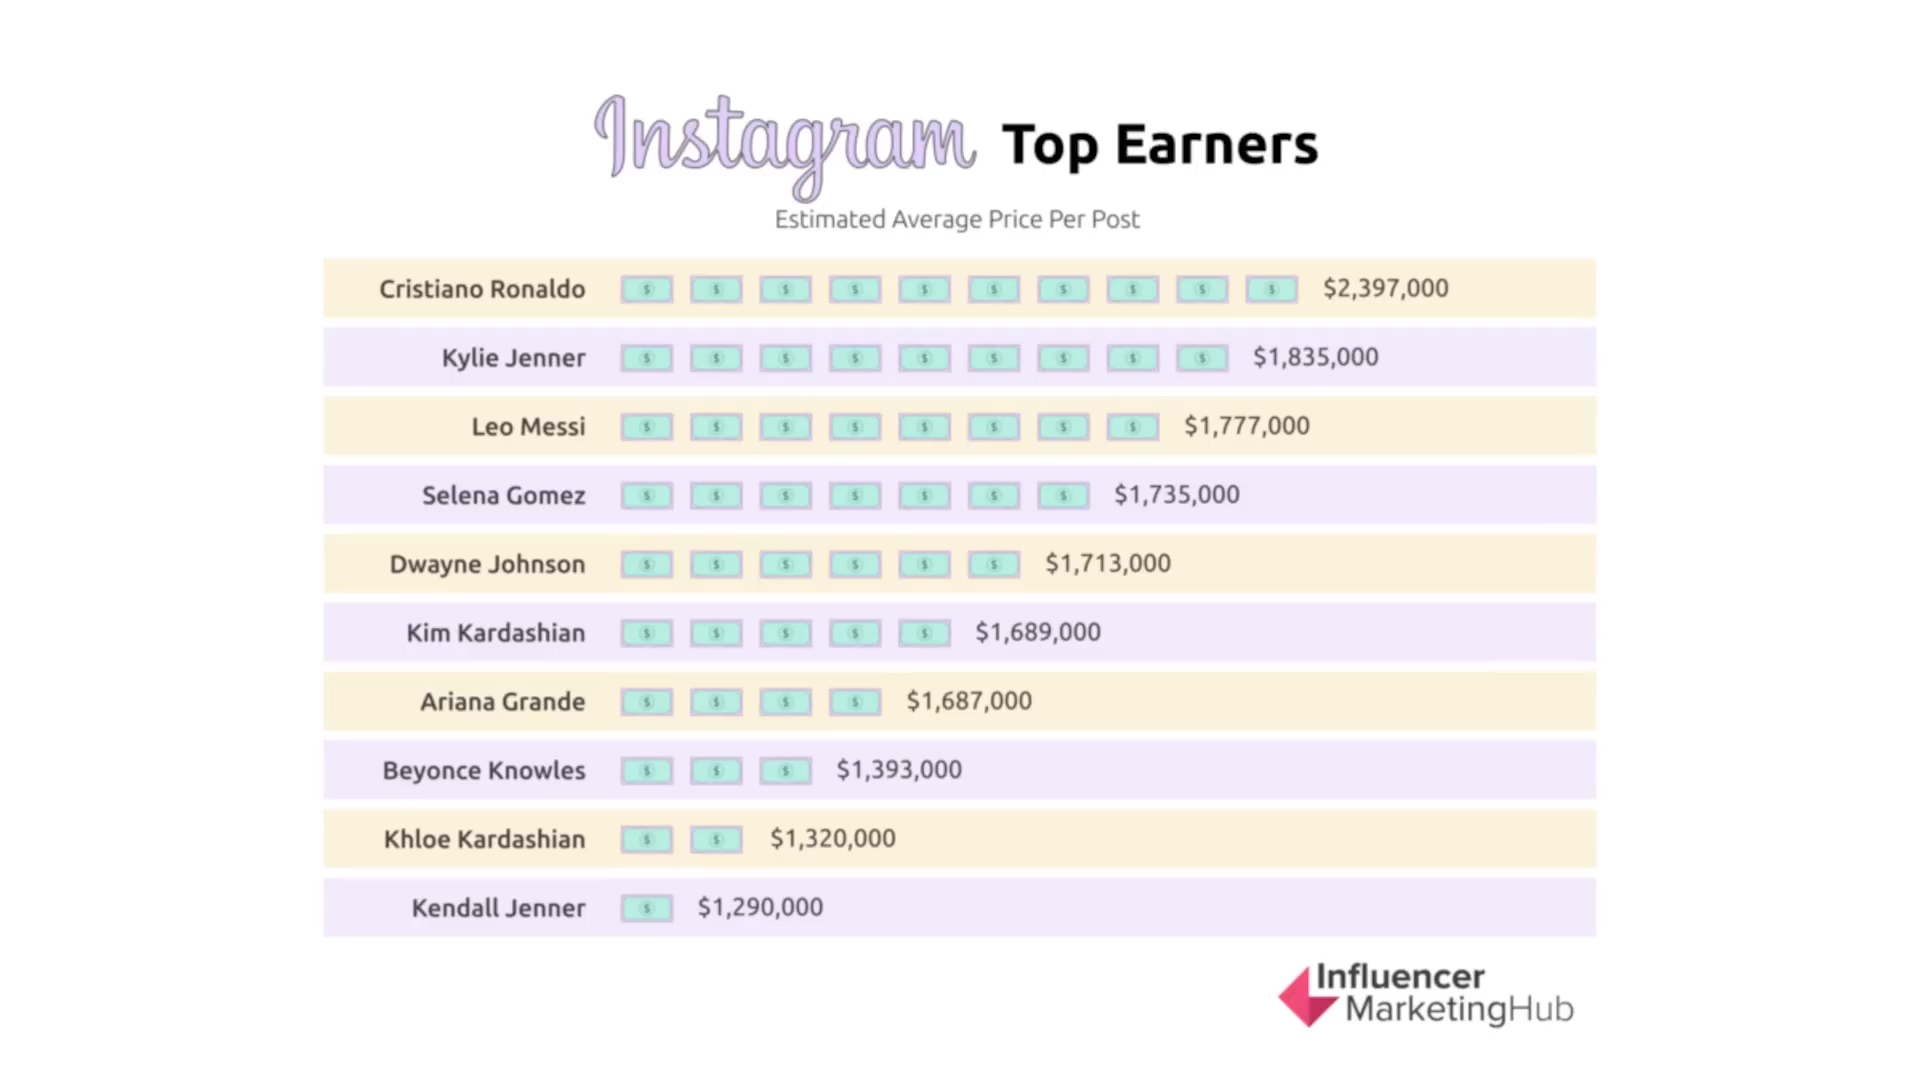 Instagram Top Earners
Estimated Average Price Per Post
Cristiano Ronaldo $ $ $ $ $ $ $ $ $ $ $2,397,000
Kylie Jenner $ $ $ $ $ $ $ $ $ $1,835,000
Leo Messi $ $ $ $ $ $ $ $ $1,777,000
Selena Gomez $ $ $ $ $ $ $ $1,735,000
Dwayne Johnson $ $ $ $ $ $ $1,713,000
Kim Kardashian $ $ $ $ $ $1,689,000
Ariana Grande $ $ $ $ $1,687,000
Beyonce Knowles $ $ $ $1,393,000
Khloe Kardashian $ $ $1,320,000
Kendall Jenner $ $1,290,000
Influencer
MarketingHub